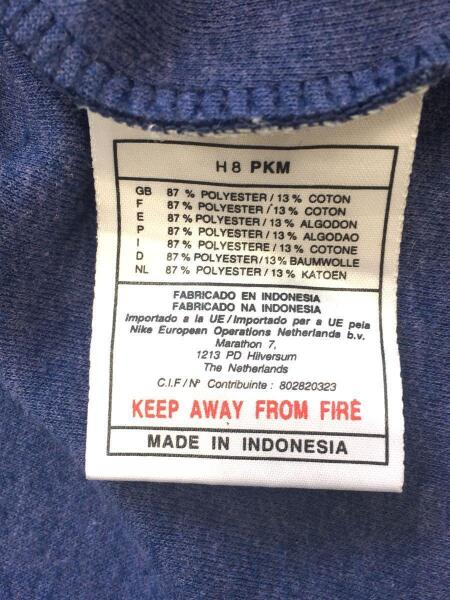 H8 PKM
GB 87 % POLYESTER / 13 % COTON
F 87 % POLYESTER / 13 % COTON
E 87 % POLYESTER / 13 % ALGODON
P 87 % POLYESTER / 13 % ALGODAO
I 87 % POLYESTERE / 13 % COTONE
D 87 % POLYESTER/13 % BAUMWOLLE
NL 87 % POLYESTER / 13 % KATOEN
FABRICADO EN INDONESIA
FABRICADO NA INDONESIA
Importado a la UE / Importado par a UE pela
Nike European Operations Netherlands b.v.
Marathon 7,
1213 PD Hilversum
The Netherlands
C.I.F / Nº Contribuinte : 802820323
KEEP AWAY FROM FIRE
MADE IN INDONESIA